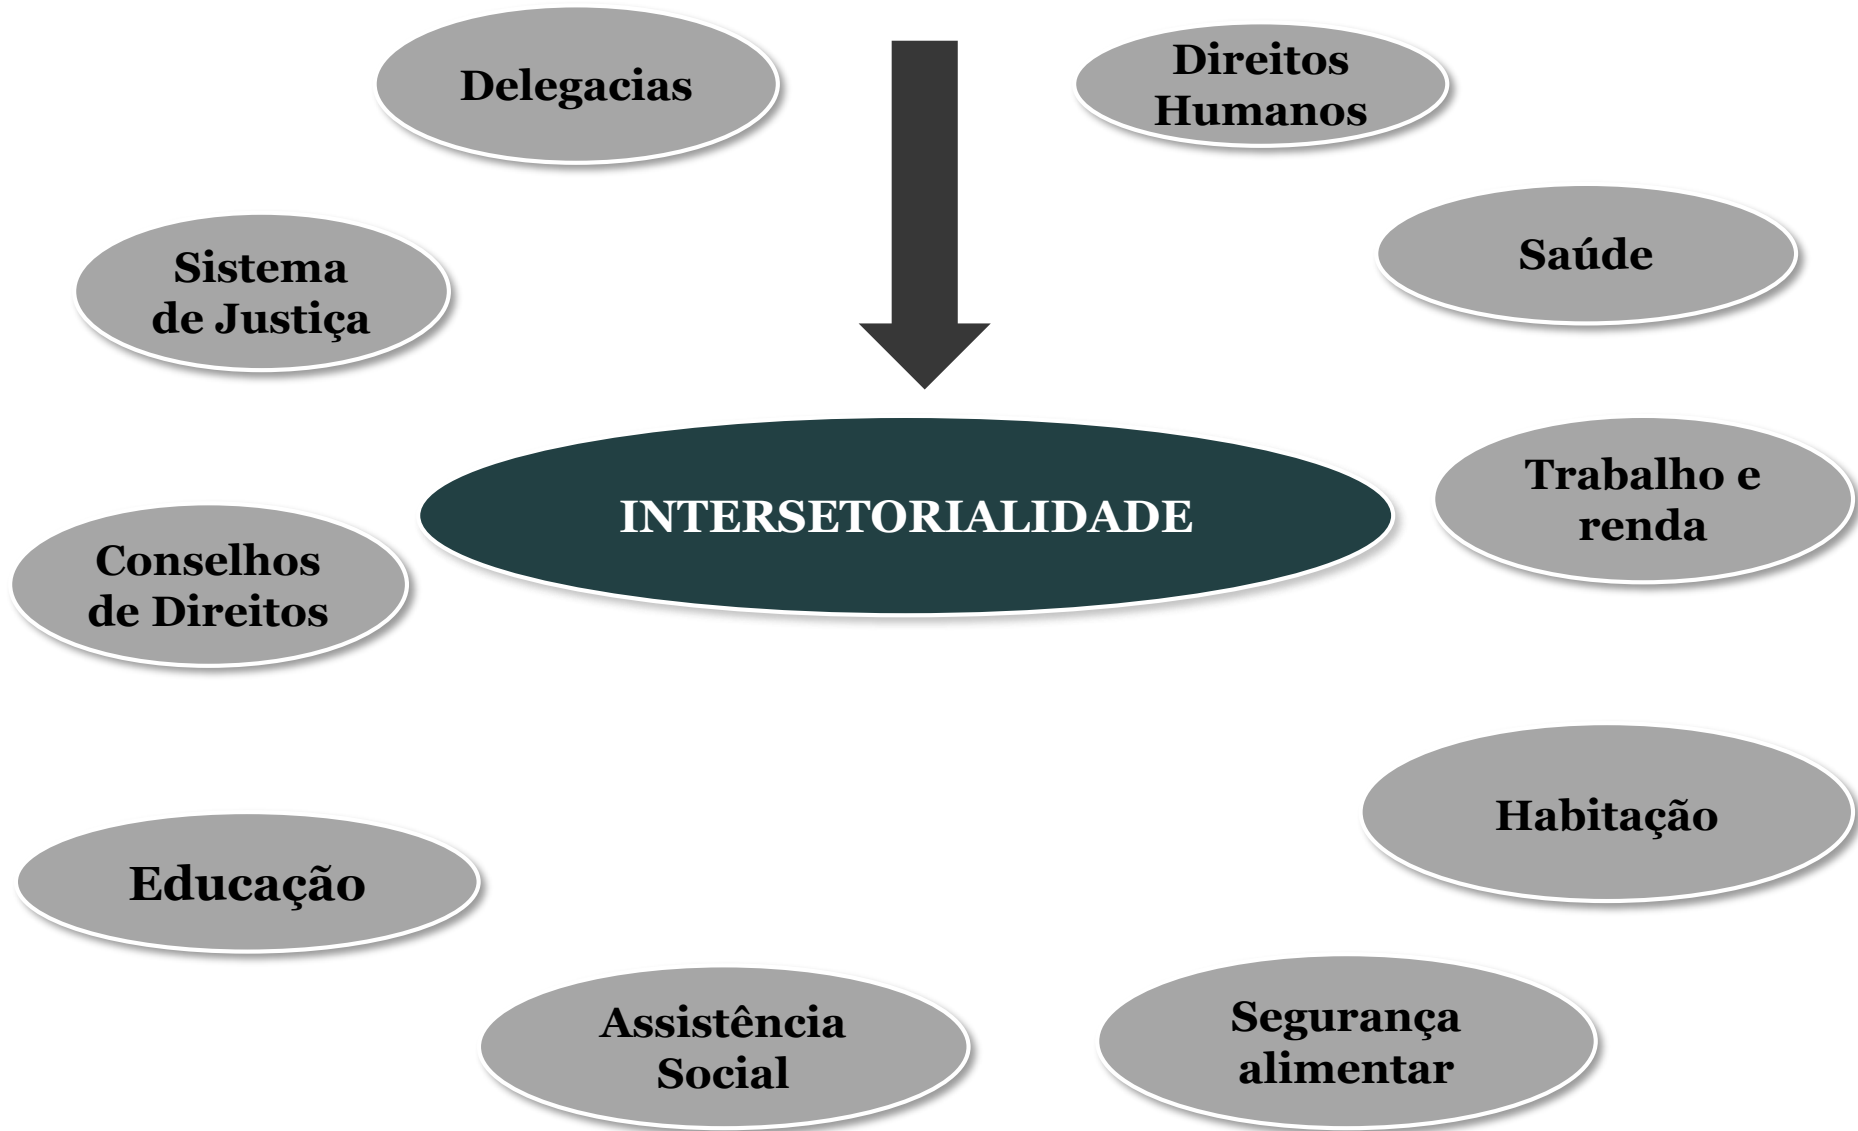 Delegacias
Direitos
Humanos
Saúde
Sistema
de Justiça
INTERSETORIALIDADE
Trabalho e
renda
Conselhos
de Direitos
Habitação
Educação
Assistência
Social
Segurança
alimentar